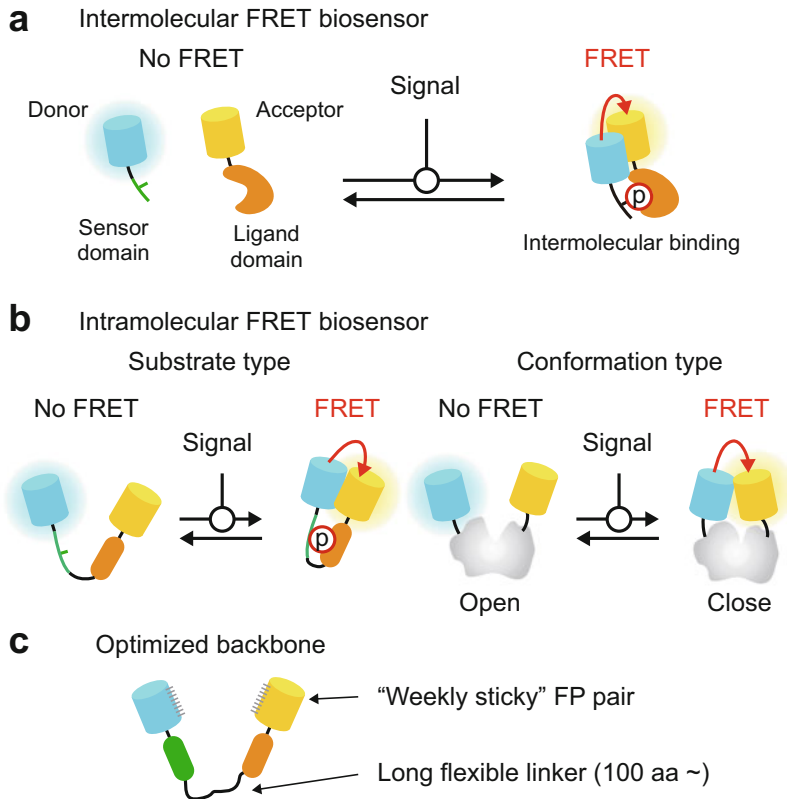 a Intermolecular FRET biosensor
No FRET
FRET
Signal
Donor
Acceptor
Sensor
domain
Ligand
domain
p
Intermolecular binding
b Intramolecular FRET biosensor
Substrate type
Conformation type
No FRET
FRET
No FRET
FRET
Signal
Signal
p
Open
Close
c Optimized backbone
“Weekly sticky” FP pair
Long flexible linker (100 aa ~)